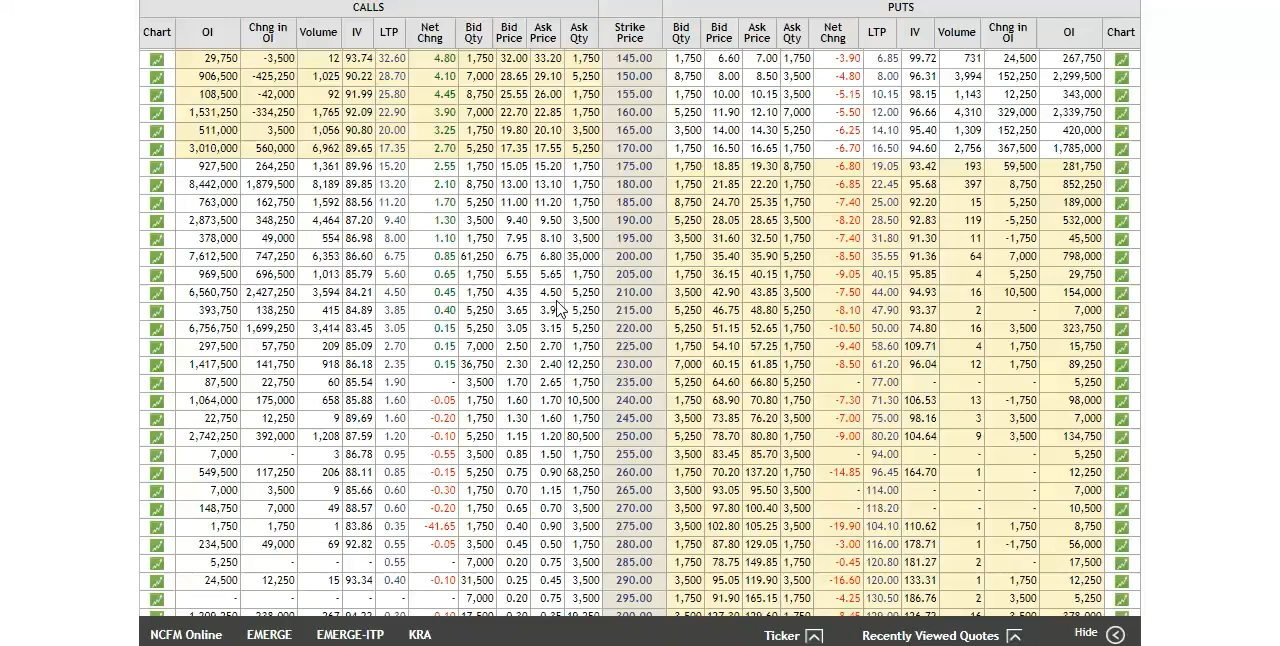 CALLS PUTS
Chart OI Chng in OI Volume IV LTP Net Chng Bid Qty Bid Price Ask Price Ask Qty Strike Price Bid Qty Bid Price Ask Price Ask Qty Net Chng LTP IV Volume Chng in OI OI Chart
29,750 -3,500 12 93.74 32.60 4.80 1,750 32.00 33.20 1,750 145.00 1,750 6.60 7.00 1,750 -3.90 6.85 99.72 731 24,500 267,750
906,500 -425,250 1,025 90.22 28.70 4.10 7,000 28.65 29.10 5,250 150.00 8,750 8.00 8.50 3,500 -4.80 8.00 96.31 3,994 152,250 2,299,500
108,500 -42,000 92 91.99 25.80 4.45 8,750 25.55 26.00 1,750 155.00 1,750 10.00 10.15 3,500 -5.15 10.15 98.15 1,143 12,250 343,000
1,531,250 -334,250 1,765 92.09 22.90 3.90 7,000 22.70 22.85 1,750 160.00 5,250 11.90 12.10 7,000 -5.50 12.00 96.66 4,310 329,000 2,339,750
511,000 3,500 1,056 90.80 20.00 3.25 1,750 19.80 20.10 3,500 165.00 3,500 14.00 14.30 5,250 -6.25 14.10 95.40 1,309 152,250 420,000
3,010,000 560,000 6,962 89.65 17.35 2.70 5,250 17.35 17.55 5,250 170.00 1,750 16.50 16.65 1,750 -6.70 16.50 94.60 2,756 367,500 1,785,000
927,500 264,250 1,361 89.96 15.20 2.55 1,750 15.05 15.20 1,750 175.00 1,750 18.85 19.30 8,750 -6.80 19.05 93.42 193 59,500 281,750
8,442,000 1,879,500 8,189 89.85 13.20 2.10 8,750 13.00 13.10 1,750 180.00 1,750 21.85 22.20 1,750 -6.85 22.45 95.68 397 8,750 852,250
763,000 162,750 1,592 88.56 11.20 1.70 5,250 11.00 11.20 1,750 185.00 8,750 24.70 25.35 1,750 -7.40 25.00 92.20 15 5,250 189,000
2,873,500 348,250 4,464 87.20 9.40 1.30 3,500 9.40 9.50 3,500 190.00 5,250 28.05 28.65 3,500 -8.20 28.50 92.83 119 -5,250 532,000
378,000 49,000 554 86.98 8.00 1.10 1,750 7.95 8.10 3,500 195.00 3,500 31.60 32.50 1,750 -7.40 31.80 91.30 11 -1,750 45,500
7,612,500 747,250 6,353 86.60 6.75 0.85 61,250 6.75 6.80 35,000 200.00 1,750 35.40 35.90 5,250 -8.50 35.55 91.36 64 7,000 798,000
969,500 696,500 1,013 85.79 5.60 0.65 1,750 5.55 5.65 1,750 205.00 1,750 36.15 40.15 1,750 -9.05 40.15 95.85 4 5,250 29,750
6,560,750 2,427,250 3,594 84.21 4.50 0.45 1,750 4.35 4.50 5,250 210.00 3,500 42.90 43.85 3,500 -7.50 44.00 94.93 16 10,500 154,000
393,750 138,250 415 84.89 3.85 0.40 5,250 3.65 5,250 215.00 5,250 46.75 48.80 5,250 -8.10 47.90 93.37 2 - 7,000
6,756,750 1,699,250 3,414 83.45 3.05 0.15 5,250 3.05 3.15 5,250 220.00 5,250 51.15 52.65 1,750 -10.50 50.00 74.80 16 3,500 323,750
297,500 57,750 209 85.09 2.70 0.15 7,000 2.50 2.70 1,750 225.00 1,750 54.10 57.25 1,750 -9.40 58.60 109.71 4 1,750 15,750
1,417,500 141,750 918 86.18 2.35 0.15 36,750 2.30 2.40 12,250 230.00 7,000 60.15 61.85 1,750 -8.50 61.20 96.04 12 1,750 89,250
87,500 22,750 60 85.54 1.90 - 3,500 1.70 2.65 1,750 235.00 5,250 64.60 66.80 5,250 - 77.00 - - - 5,250
1,064,000 175,000 658 85.88 1.60 -0.05 1,750 1.60 1.70 10,500 240.00 1,750 68.90 70.80 1,750 -7.30 71.30 106.53 13 -1,750 98,000
22,750 12,250 9 89.69 1.60 -0.20 1,750 1.30 1.60 1,750 245.00 3,500 73.85 76.20 3,500 -7.00 75.00 98.16 3 3,500 7,000
2,742,250 392,000 1,208 87.59 1.20 -0.10 5,250 1.15 1.20 80,500 250.00 5,250 78.70 80.80 1,750 -9.00 80.20 104.64 9 3,500 134,750
7,000 - 3 86.78 0.95 -0.55 3,500 0.85 1.50 1,750 255.00 3,500 83.45 85.70 3,500 - 94.00 - - - 5,250
549,500 117,250 206 88.11 0.85 -0.15 5,250 0.75 0.90 68,250 260.00 1,750 70.20 137.20 1,750 -14.85 96.45 164.70 1 - 12,250
7,000 3,500 9 85.66 0.60 -0.30 1,750 0.70 1.15 1,750 265.00 3,500 93.05 95.50 3,500 - 114.00 - - - 7,000
148,750 7,000 49 88.57 0.60 -0.20 1,750 0.65 0.70 3,500 270.00 3,500 97.80 100.40 3,500 - 118.20 - - - 10,500
1,750 1,750 1 83.86 0.35 -41.65 1,750 0.40 0.90 3,500 275.00 3,500 102.80 105.25 3,500 -19.90 104.10 110.62 1 1,750 8,750
234,500 49,000 69 92.82 0.55 -0.05 3,500 0.45 0.50 1,750 280.00 1,750 87.80 129.05 1,750 -3.00 116.00 178.71 1 -1,750 56,000
5,250 - - - 0.55 - 7,000 0.20 0.75 3,500 285.00 1,750 78.75 149.85 1,750 -0.45 120.80 181.27 2 - 17,500
24,500 12,250 15 93.34 0.40 -0.10 31,500 0.25 0.45 3,500 290.00 3,500 95.05 119.90 3,500 -16.60 120.00 133.31 1 1,750 12,250
- - - - - - 7,000 0.20 0.75 3,500 295.00 1,750 91.90 165.15 1,750 -4.25 130.50 186.76 2 3,500 5,250
NCFM Online EMERGE EMERGE-ITP KRA Ticker Recently Viewed Quotes Hide